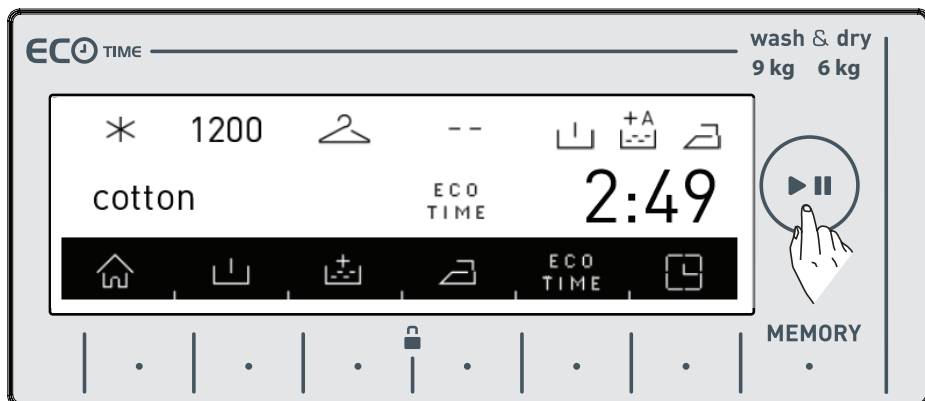 ECO TIME
wash & dry
9 kg 6 kg
1200 -- +A
cotton
ECO
TIME
2:49
ECO
TIME
MEMORY